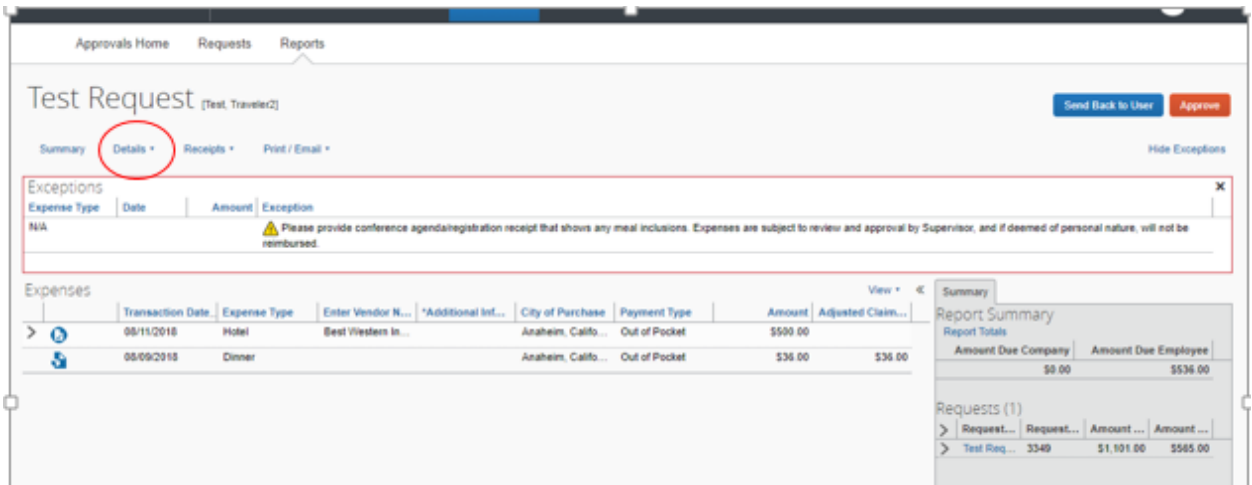 Approvals Home Requests Reports
Test Request [Test, Traveler2]
Send Back to User Approve
Summary Details Receipts Print / Email Hide Exceptions
Exceptions
Expense Type Date Amount Exception
N/A Please provide conference agenda/registration receipt that shows any meal inclusions. Expenses are subject to review and approval by Supervisor, and if deemed of personal nature, will not be
reimbursed.
Expenses View
Transaction Date.. Expense Type Enter Vendor N... *Additional Inf... City of Purchase Payment Type Amount Adjusted Claim...
08/11/2018 Hotel Best Western In... Anaheim, Califo... Out of Pocket $500.00
08/09/2018 Dinner Anaheim, Califo... Out of Pocket $36.00 $36.00
Summary
Report Summary
Report Totals
Amount Due Company Amount Due Employee
$0.00 $536.00
Requests (1)
Request... Request... Amount ... Amount ...
Test Req... 3349 $1,101.00 $565.00